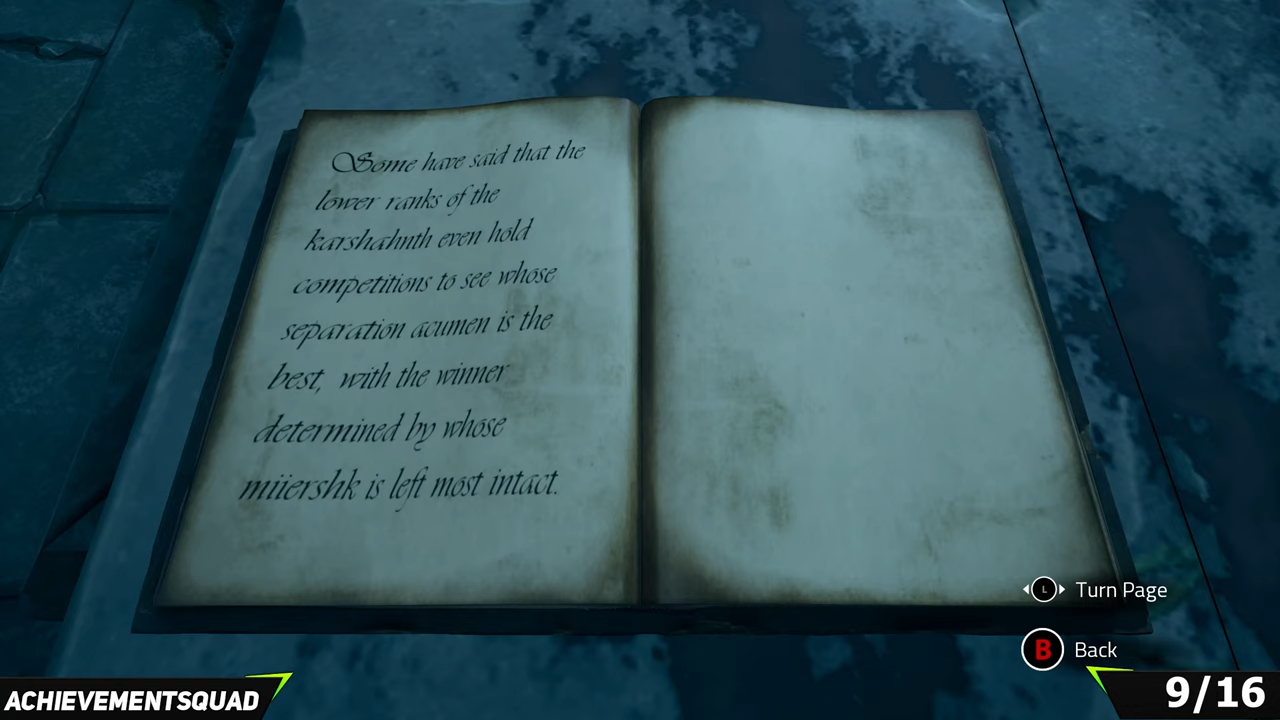 Some have said that the
lower ranks of the
karshahnth even hold
competitions to see whose
separation acumen is the
best, with the winner
determined by whose
miiershk is left most intact.
L Turn Page
B Back
ACHIEVEMENTSQUAD
9/16